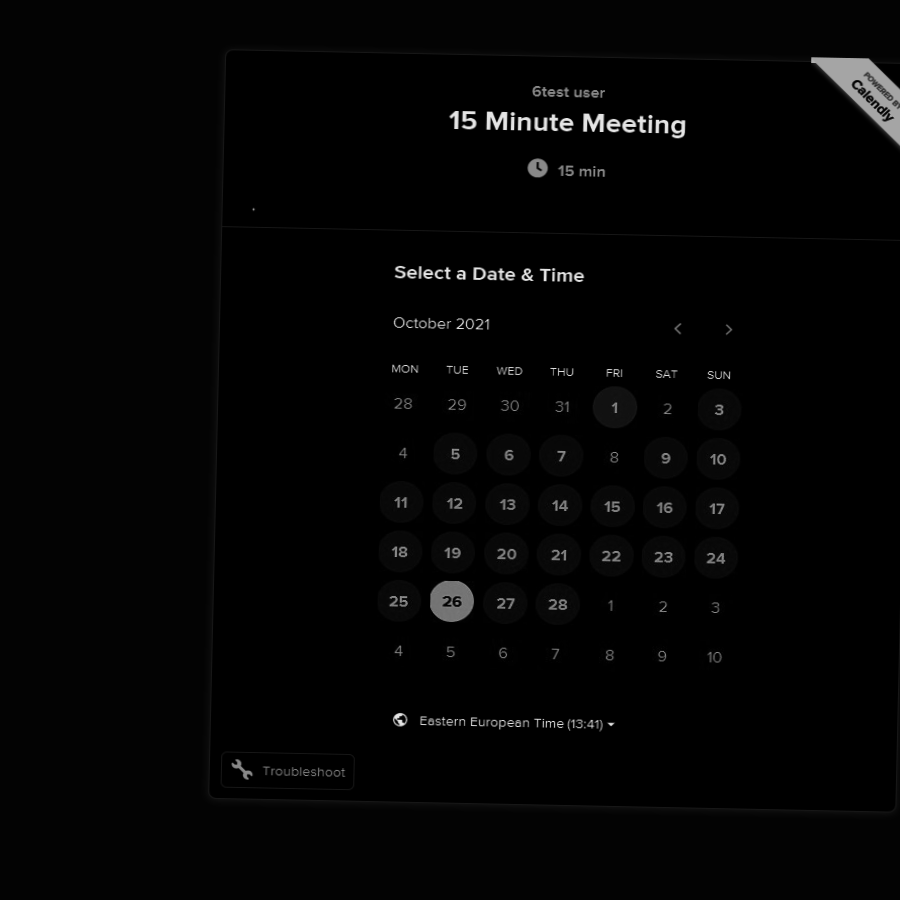 POWERED BY
Calendly
6test user
15 Minute Meeting
15 min
Select a Date & Time
October 2021
MON TUE WED THU FRI SAT SUN
28 29 30 31 1 2 3
4 5 6 7 8 9 10
11 12 13 14 15 16 17
18 19 20 21 22 23 24
25 26 27 28 1 2 3
4 5 6 7 8 9 10
Eastern European Time (13:41)
Troubleshoot